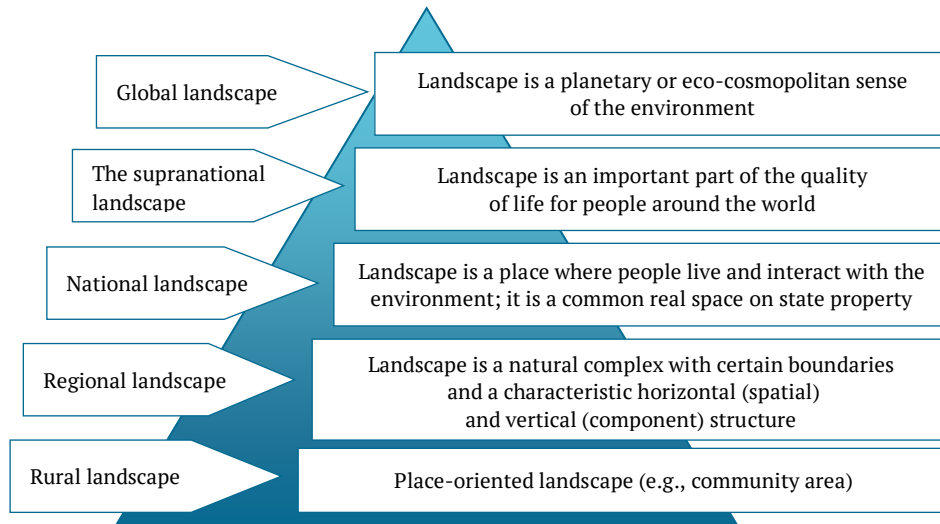 Global landscape
Landscape is a planetary or eco-cosmopolitan sense
of the environment
The supranational
landscape
Landscape is an important part of the quality
of life for people around the world
National landscape
Landscape is a place where people live and interact with the
environment; it is a common real space on state property
Regional landscape
Landscape is a natural complex with certain boundaries
and a characteristic horizontal (spatial)
and vertical (component) structure
Rural landscape
Place-oriented landscape (e.g., community area)